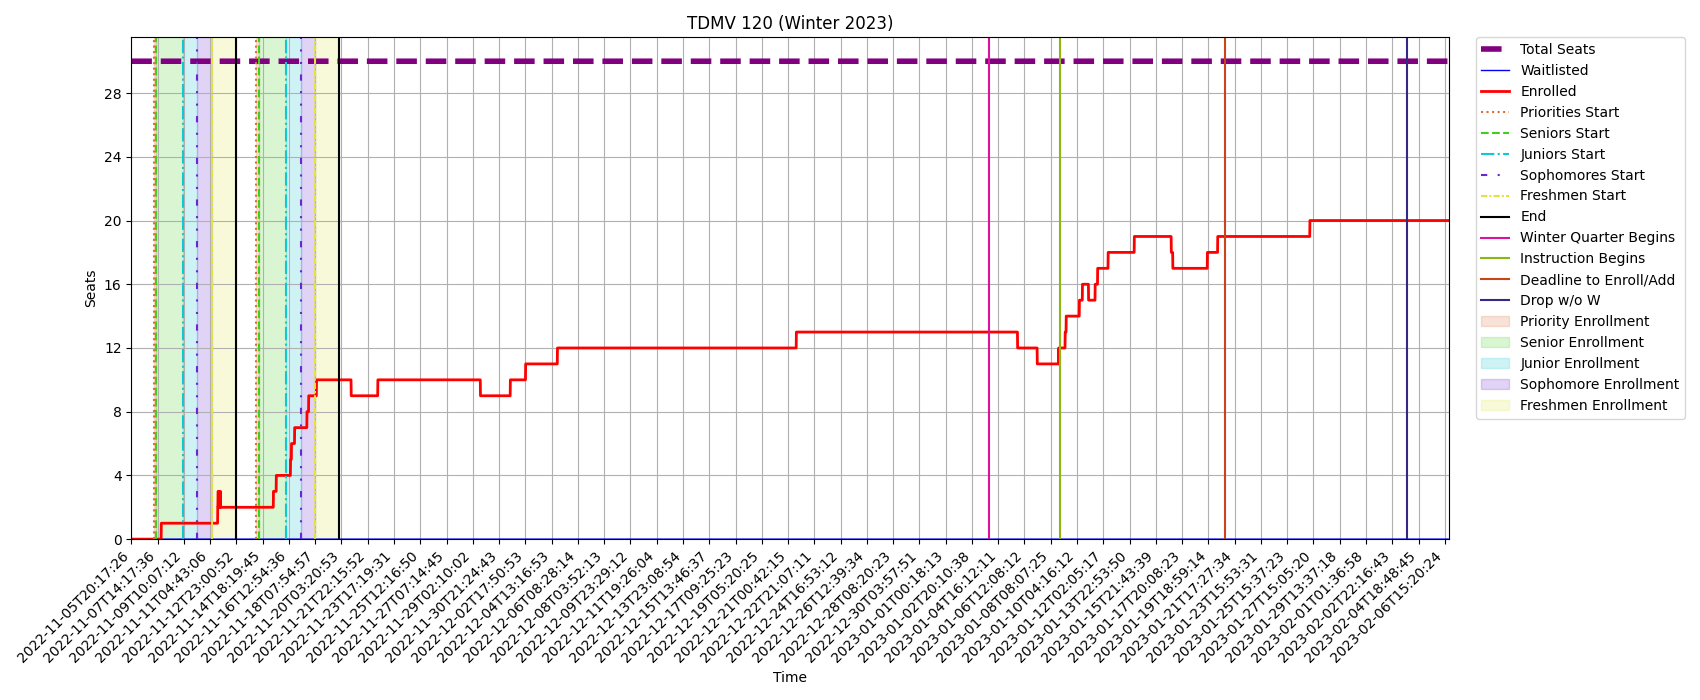 TDMV 120 (Winter 2023)
Seats
28
24
20
16
12
8
4
0
2022-11-05T20:17:26
2022-11-07T14:17:36
2022-11-09T10:07:12
2022-11-11T04:43:06
2022-11-12T23:00:52
2022-11-14T18:19:45
2022-11-16T12:54:36
2022-11-18T07:54:57
2022-11-20T03:20:53
2022-11-21T22:15:52
2022-11-23T17:19:31
2022-11-25T12:16:50
2022-11-27T07:14:45
2022-11-29T02:10:02
2022-11-30T21:24:43
2022-12-02T17:50:53
2022-12-04T13:16:53
2022-12-06T08:28:14
2022-12-08T03:52:13
2022-12-09T23:29:12
2022-12-11T19:26:04
2022-12-13T23:08:54
2022-12-15T13:46:37
2022-12-17T09:25:23
2022-12-19T05:20:25
2022-12-21T00:42:15
2022-12-22T21:07:11
2022-12-24T16:53:12
2022-12-26T12:39:34
2022-12-28T08:20:23
2022-12-30T03:57:51
2023-01-01T00:18:13
2023-01-02T20:10:38
2023-01-04T16:12:11
2023-01-06T12:08:12
2023-01-08T08:07:25
2023-01-10T04:16:12
2023-01-12T02:05:17
2023-01-13T22:53:50
2023-01-15T21:43:39
2023-01-17T20:08:23
2023-01-19T18:59:14
2023-01-21T17:27:34
2023-01-23T15:53:31
2023-01-25T15:37:23
2023-01-27T15:05:20
2023-01-29T13:37:18
2023-02-01T01:36:58
2023-02-02T22:16:43
2023-02-04T18:48:45
2023-02-06T15:20:24
Time
Total Seats
Waitlisted
Enrolled
Priorities Start
Seniors Start
Juniors Start
Sophomores Start
Freshmen Start
End
Winter Quarter Begins
Instruction Begins
Deadline to Enroll/Add
Drop w/o W
Priority Enrollment
Senior Enrollment
Junior Enrollment
Sophomore Enrollment
Freshmen Enrollment